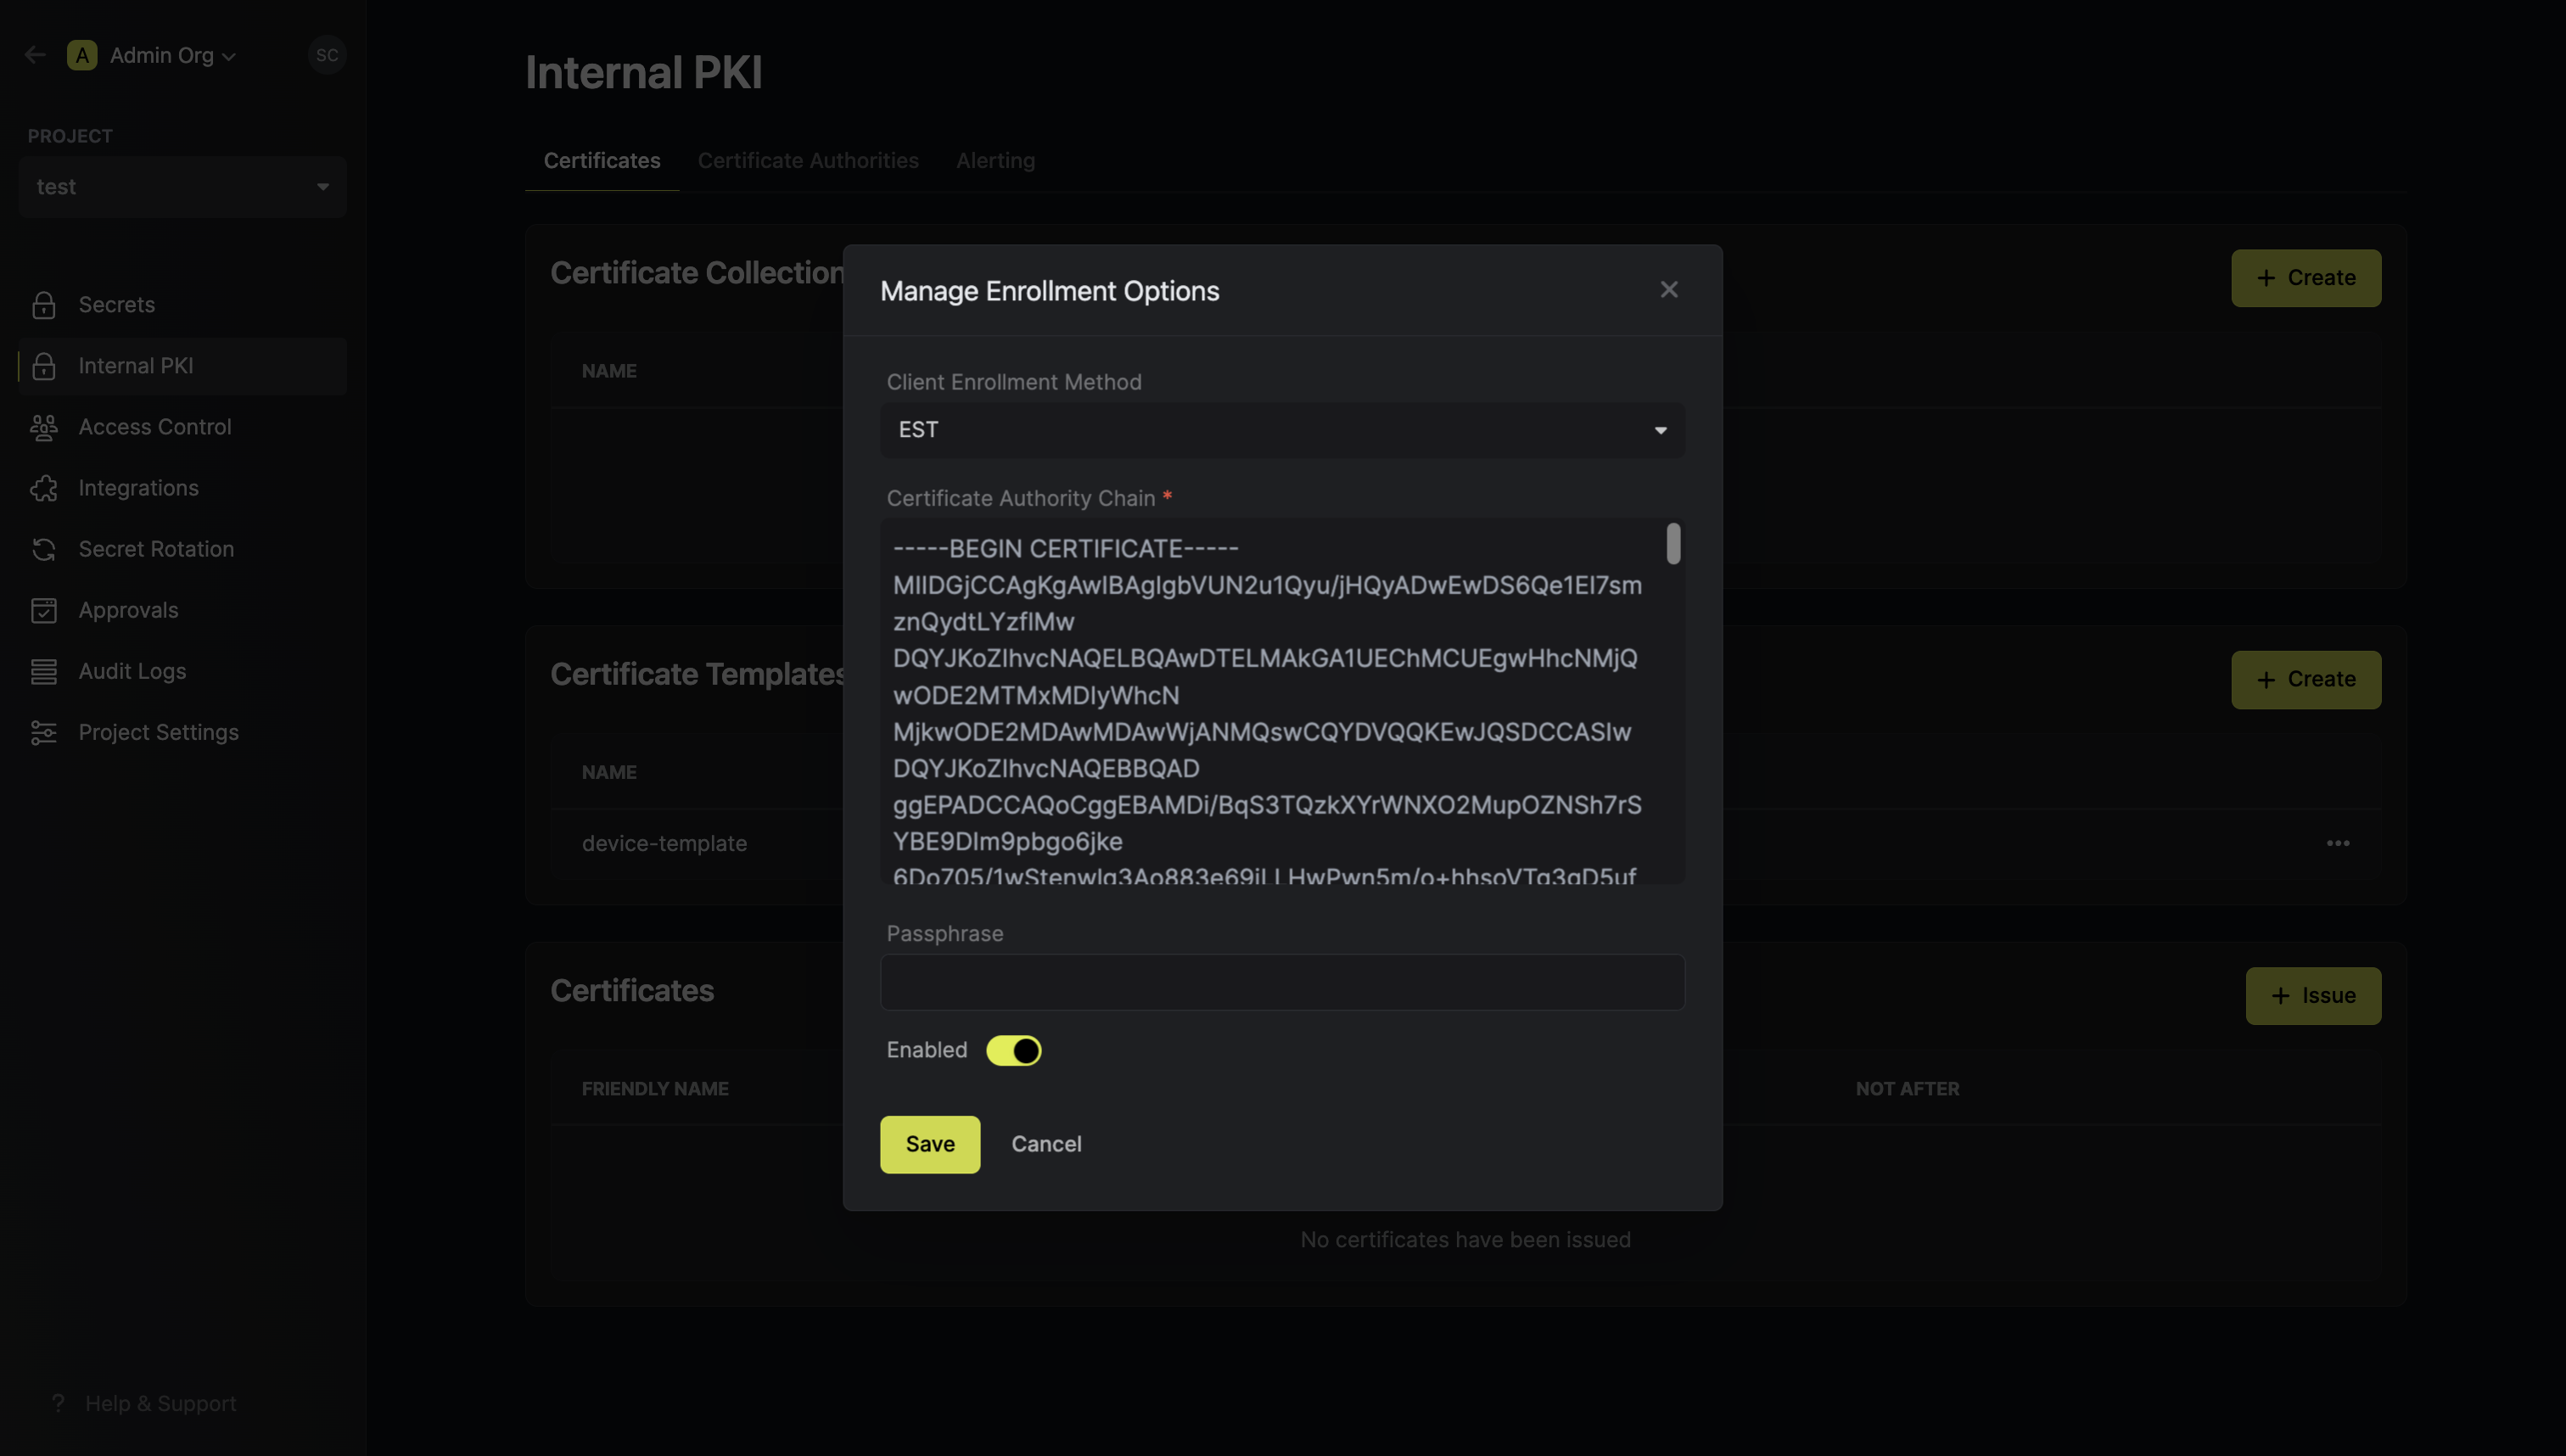 A Admin Org
SC
PROJECT
test
Secrets
Internal PKI
Access Control
Integrations
Secret Rotation
Approvals
Audit Logs
Project Settings
? Help & Support
Internal PKI
Certificates Certificate Authorities Alerting
Certificate Collection
+ Create
NAME
Certificate Templates
+ Create
NAME
device-template
Certificates
+ Issue
FRIENDLY NAME
NOT AFTER
No certificates have been issued
Manage Enrollment Options
Client Enrollment Method
EST
Certificate Authority Chain *
-----BEGIN CERTIFICATE-----
MIIDGjCCAgKgAwIBAgIgbVUN2u1Qyu/jHQyADwEwDS6Qe1EI7sm
znQydtLYzfIMw
DQYJKoZIhvcNAQELBQAwDTELMAkGA1UEChMCUEgwHhcNMjQ
wODE2MTMxMDIyWhcN
MjkwODE2MDAwMDAwWjANMQswCQYDVQQKEwJQSDCCASIw
DQYJKoZIhvcNAQEBBQAD
ggEPADCCAQoCggEBAMDi/BqS3TQzkXYrWNXO2MupOZNSh7rS
YBE9DIm9pbgo6jke
Passphrase
Enabled
Save Cancel